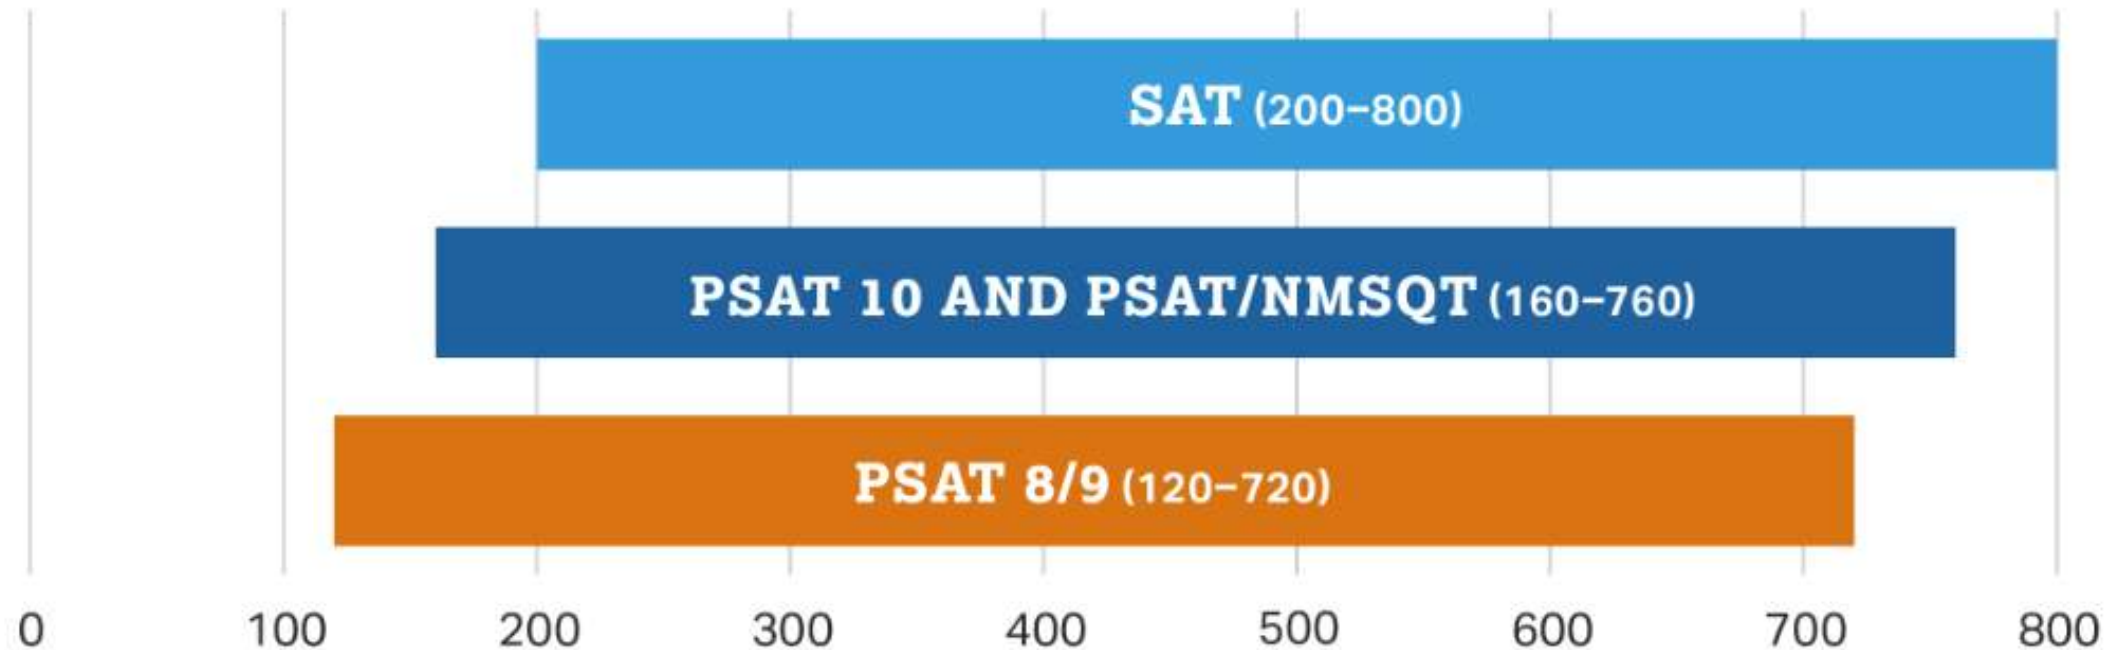 SAT (200–800)
PSAT 10 AND PSAT/NMSQT (160–760)
PSAT 8/9 (120–720)
0 100 200 300 400 500 600 700 800